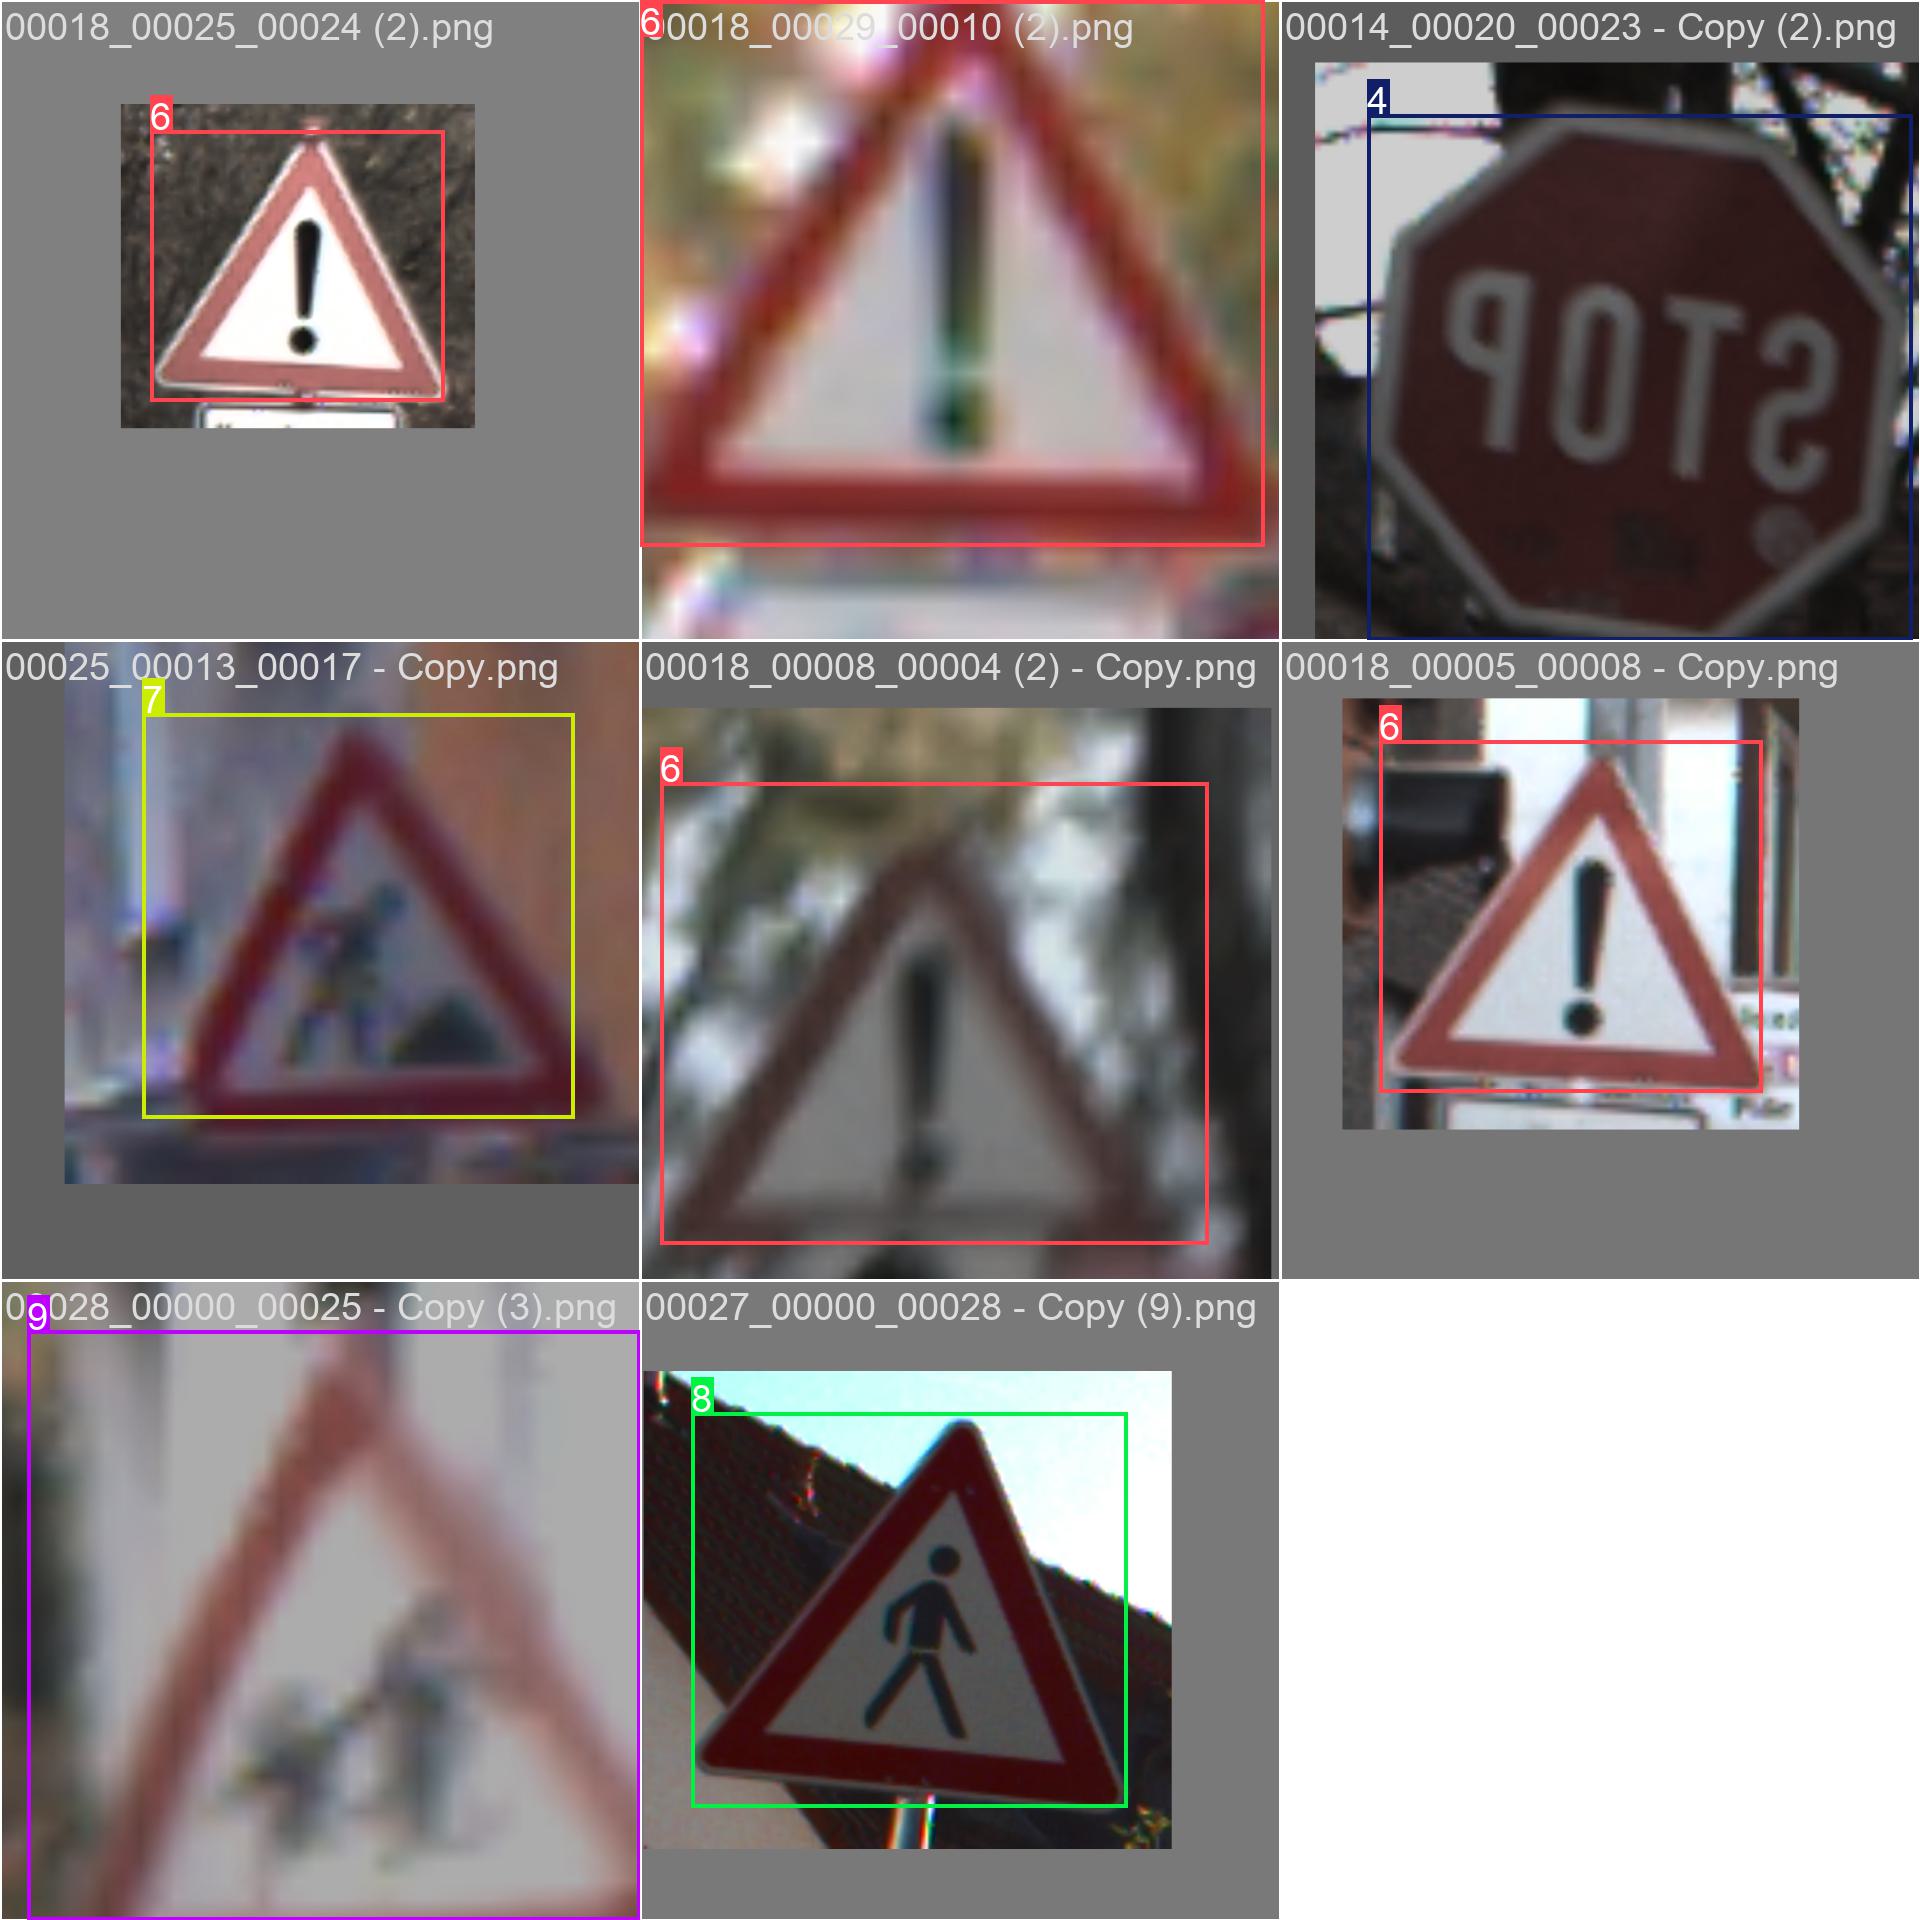 00018_00025_00024 (2).png
6
00018_00029_00010 (2).png
6
00014_00020_00023 - Copy (2).png
4
STOP
00025_00013_00017 - Copy.png
7
00018_00008_00004 (2) - Copy.png
6
00018_00005_00008 - Copy.png
6
00028_00000_00025 - Copy (3).png
9
00027_00000_00028 - Copy (9).png
8